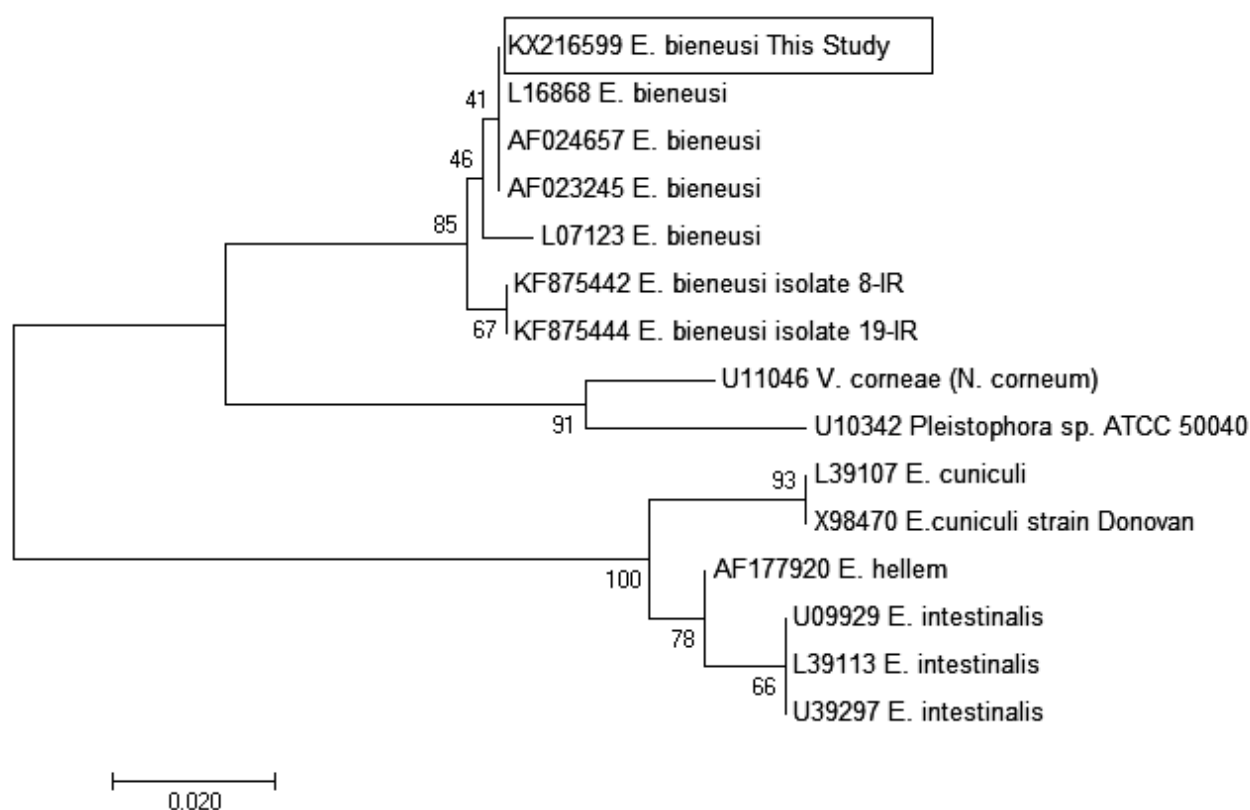 KX216599 E. bieneusi This Study
41
L16868 E. bieneusi
AF024657 E. bieneusi
46
AF023245 E. bieneusi
85
L07123 E. bieneusi
KF875442 E. bieneusi isolate 8-IR
67
KF875444 E. bieneusi isolate 19-IR
U11046 V. corneae (N. corneum)
91
U10342 Pleistophora sp. ATCC 50040
93
L39107 E. cuniculi
X98470 E.cuniculi strain Donovan
100
AF177920 E. hellem
78
U09929 E. intestinalis
L39113 E. intestinalis
66
U39297 E. intestinalis
0.020